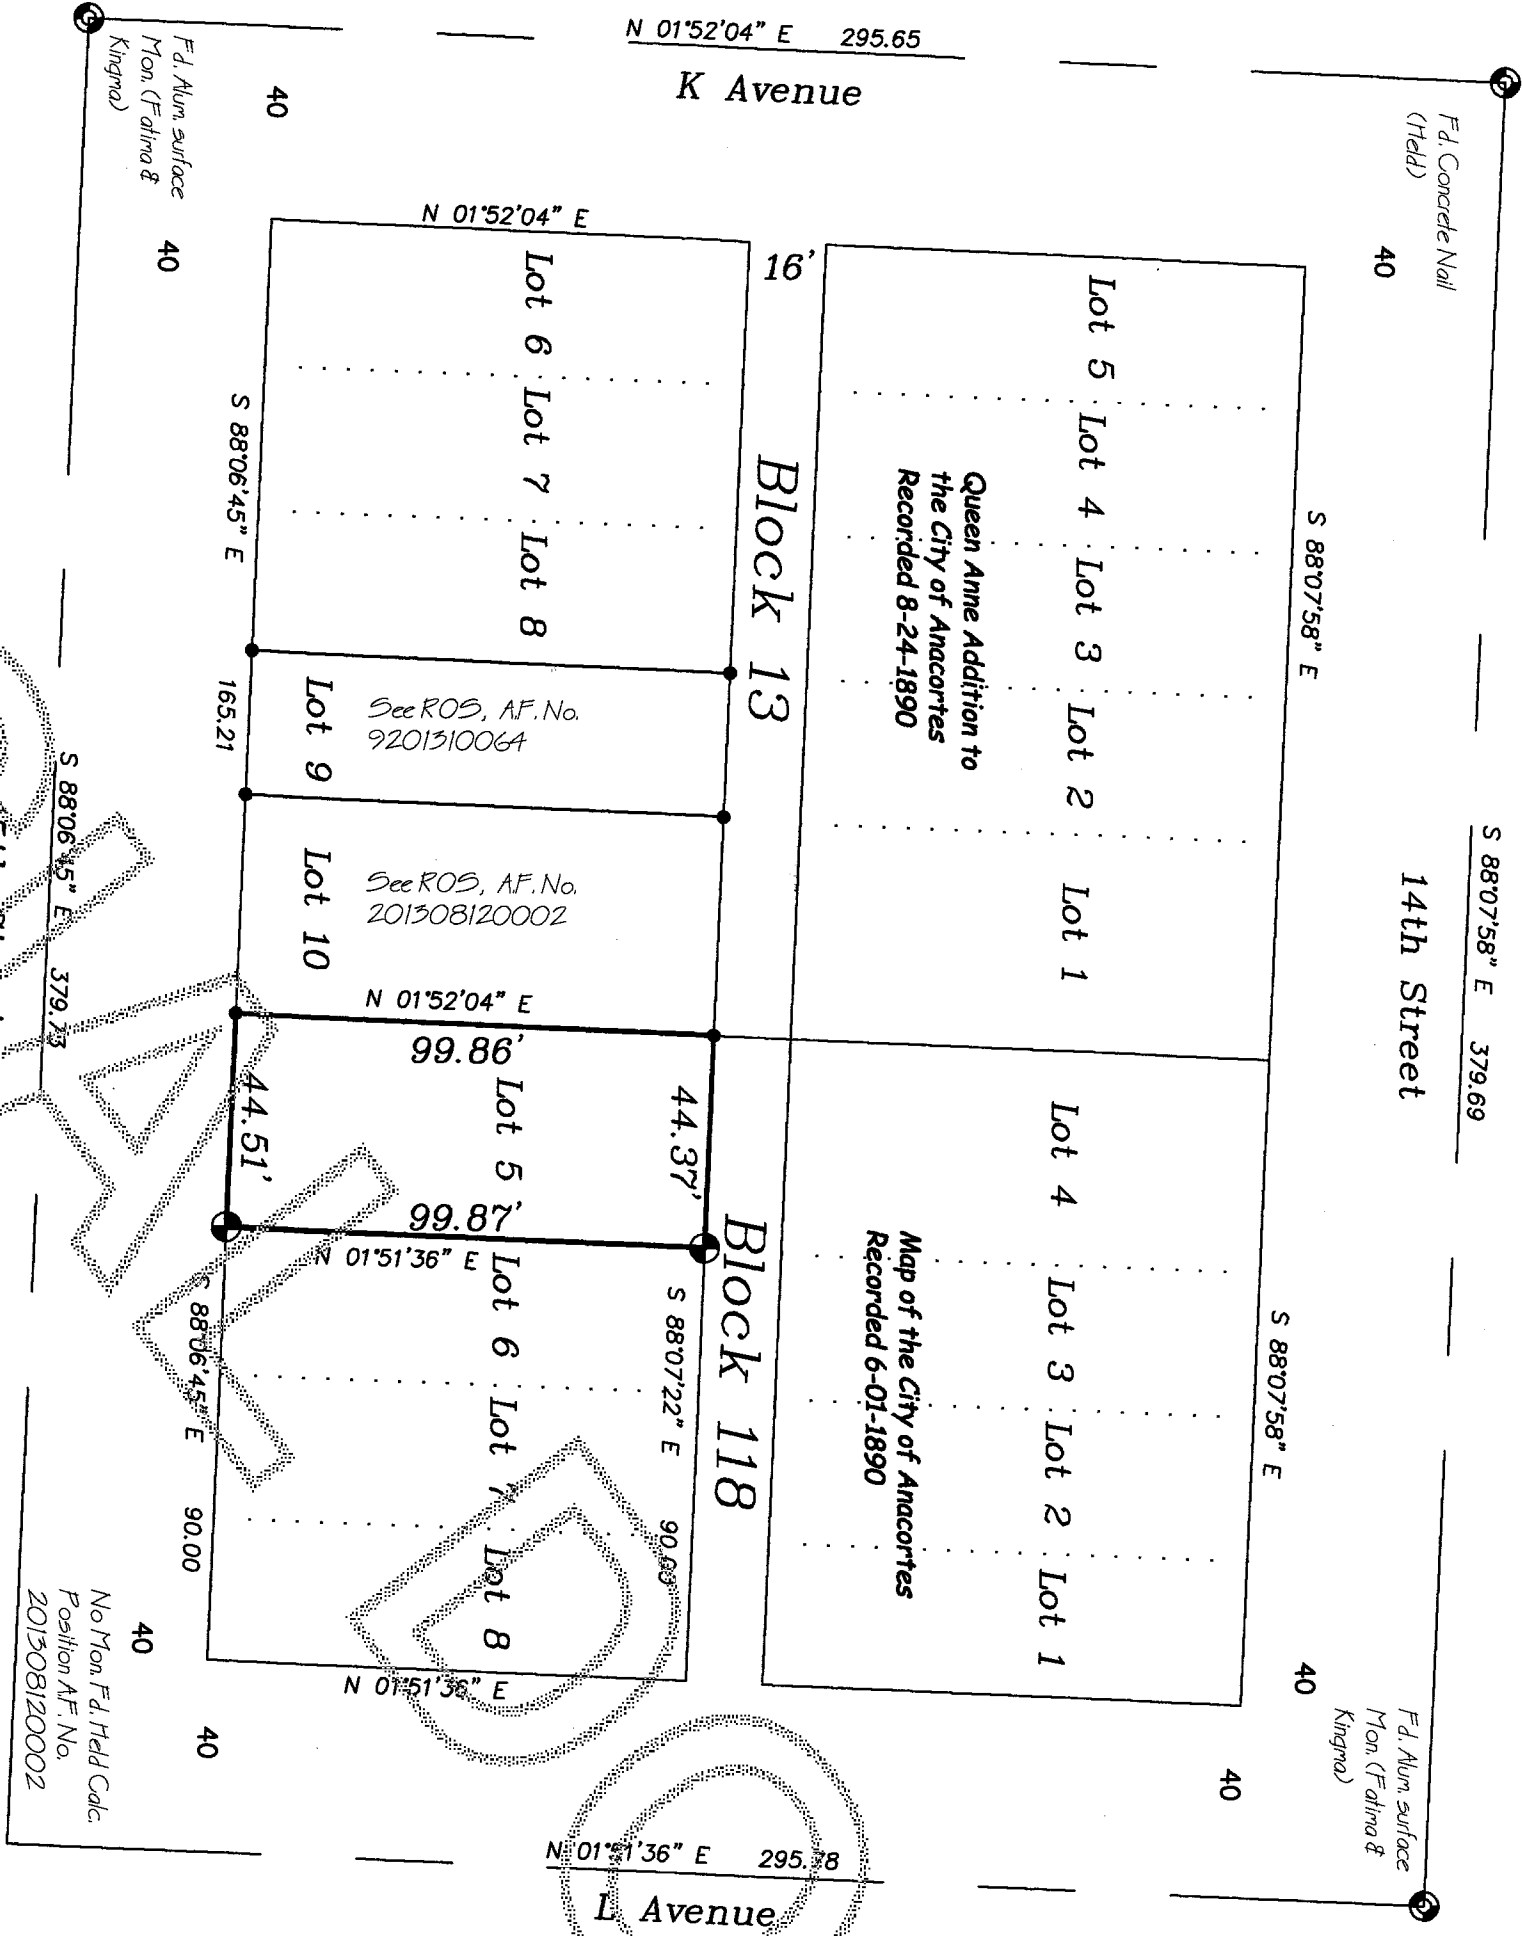 N 01°52'04" E 295.65
K Avenue
Fd. Alum. surface
Mon. (Fatima &
Kingma)
40
40
Fd. Concrete Nail
(Held)
40
40
N 01°52'04" E
16'
Lot 5
Lot 4
Lot 3
Lot 2
Lot 1
Queen Anne Addition to
the City of Anacortes
Recorded 8-24-1890
S 88°07'58" E
S 88°07'58" E 379.69
14th Street
Block 13
Lot 6
Lot 7
Lot 8
Lot 9
See ROS, A.F. No.
9201310064
Lot 10
See ROS, A.F. No.
201308120002
S 88°06'45" E 165.21
S 88°06'45" E 379.73
N 01°52'04" E
99.86'
44.51'
Lot 5
44.37'
99.87'
N 01°51'36" E
Block 118
Lot 4
Lot 3
Lot 2
Lot 1
Map of the City of Anacortes
Recorded 6-01-1890
S 88°07'58" E
S 88°07'22" E 90.00
Lot 6
Lot 7
Lot 8
S 88°06'45" E 90.00
N 01°51'36" E
No Mon. Fd. Held Calc.
Position A.F. No.
201308120002
40
40
40
40
Fd. Alum. surface
Mon. (Fatima &
Kingma)
N 01°51'36" E 295.78
L Avenue